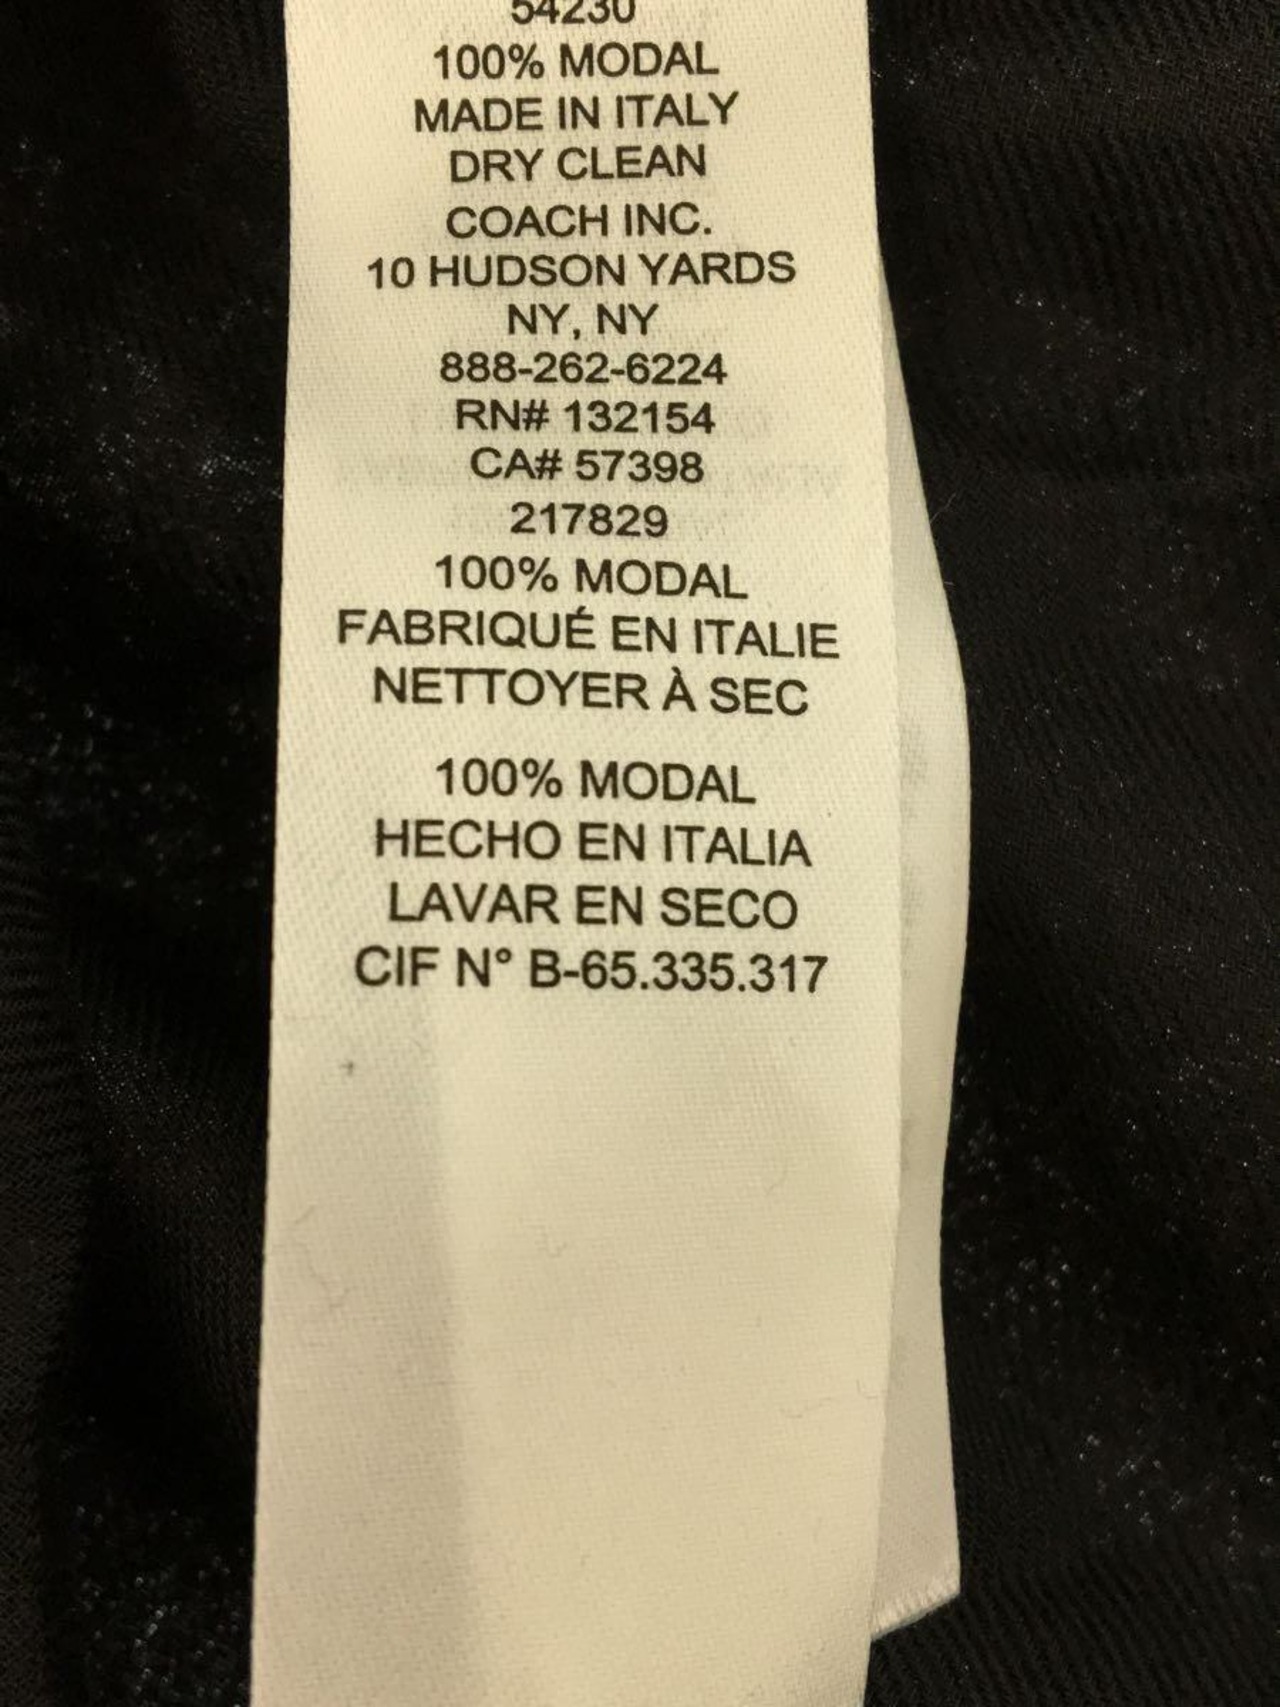 54230
100% MODAL
MADE IN ITALY
DRY CLEAN
COACH INC.
10 HUDSON YARDS
NY, NY
888-262-6224
RN# 132154
CA# 57398
217829
100% MODAL
FABRIQUÉ EN ITALIE
NETTOYER À SEC
100% MODAL
HECHO EN ITALIA
LAVAR EN SECO
CIF N° B-65.335.317